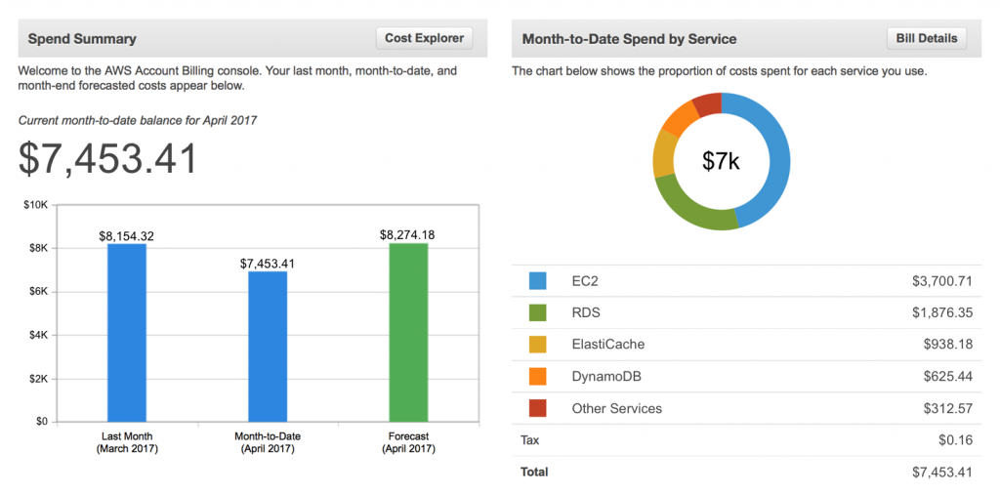 Spend Summary
Cost Explorer
Welcome to the AWS Account Billing console. Your last month, month-to-date, and
month-end forecasted costs appear below.
Current month-to-date balance for April 2017
$7,453.41
$10K
$8K
$6K
$4K
$2K
$0
$8,154.32
$7,453.41
$8,274.18
Last Month
(March 2017)
Month-to-Date
(April 2017)
Forecast
(April 2017)
Month-to-Date Spend by Service
Bill Details
The chart below shows the proportion of costs spent for each service you use.
$7k
EC2 $3,700.71
RDS $1,876.35
ElastiCache $938.18
DynamoDB $625.44
Other Services $312.57
Tax $0.16
Total $7,453.41